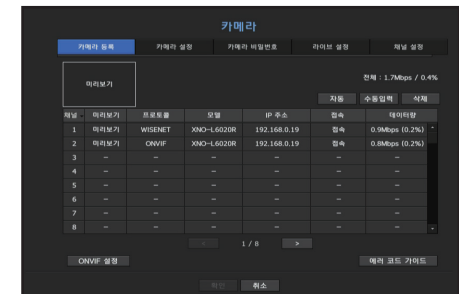 카메라
카메라 등록 카메라 설정 카메라 비밀번호 라이브 설정 채널 설정
미리보기
전체 : 1.7Mbps / 0.4%
자동 수동입력 삭제
채널 미리보기 프로토콜 모델 IP 주소 접속 데이터량
1 미리보기 WISENET XNO-L6020R 192.168.0.19 접속 0.9Mbps (0.2%)
2 미리보기 ONVIF XNO-L6020R 192.168.0.19 접속 0.8Mbps (0.2%)
3 - - - - - -
4 - - - - - -
5 - - - - - -
6 - - - - - -
7 - - - - - -
8 - - - - - -
< 1 / 8 >
ONVIF 설정 에러 코드 가이드
확인 취소